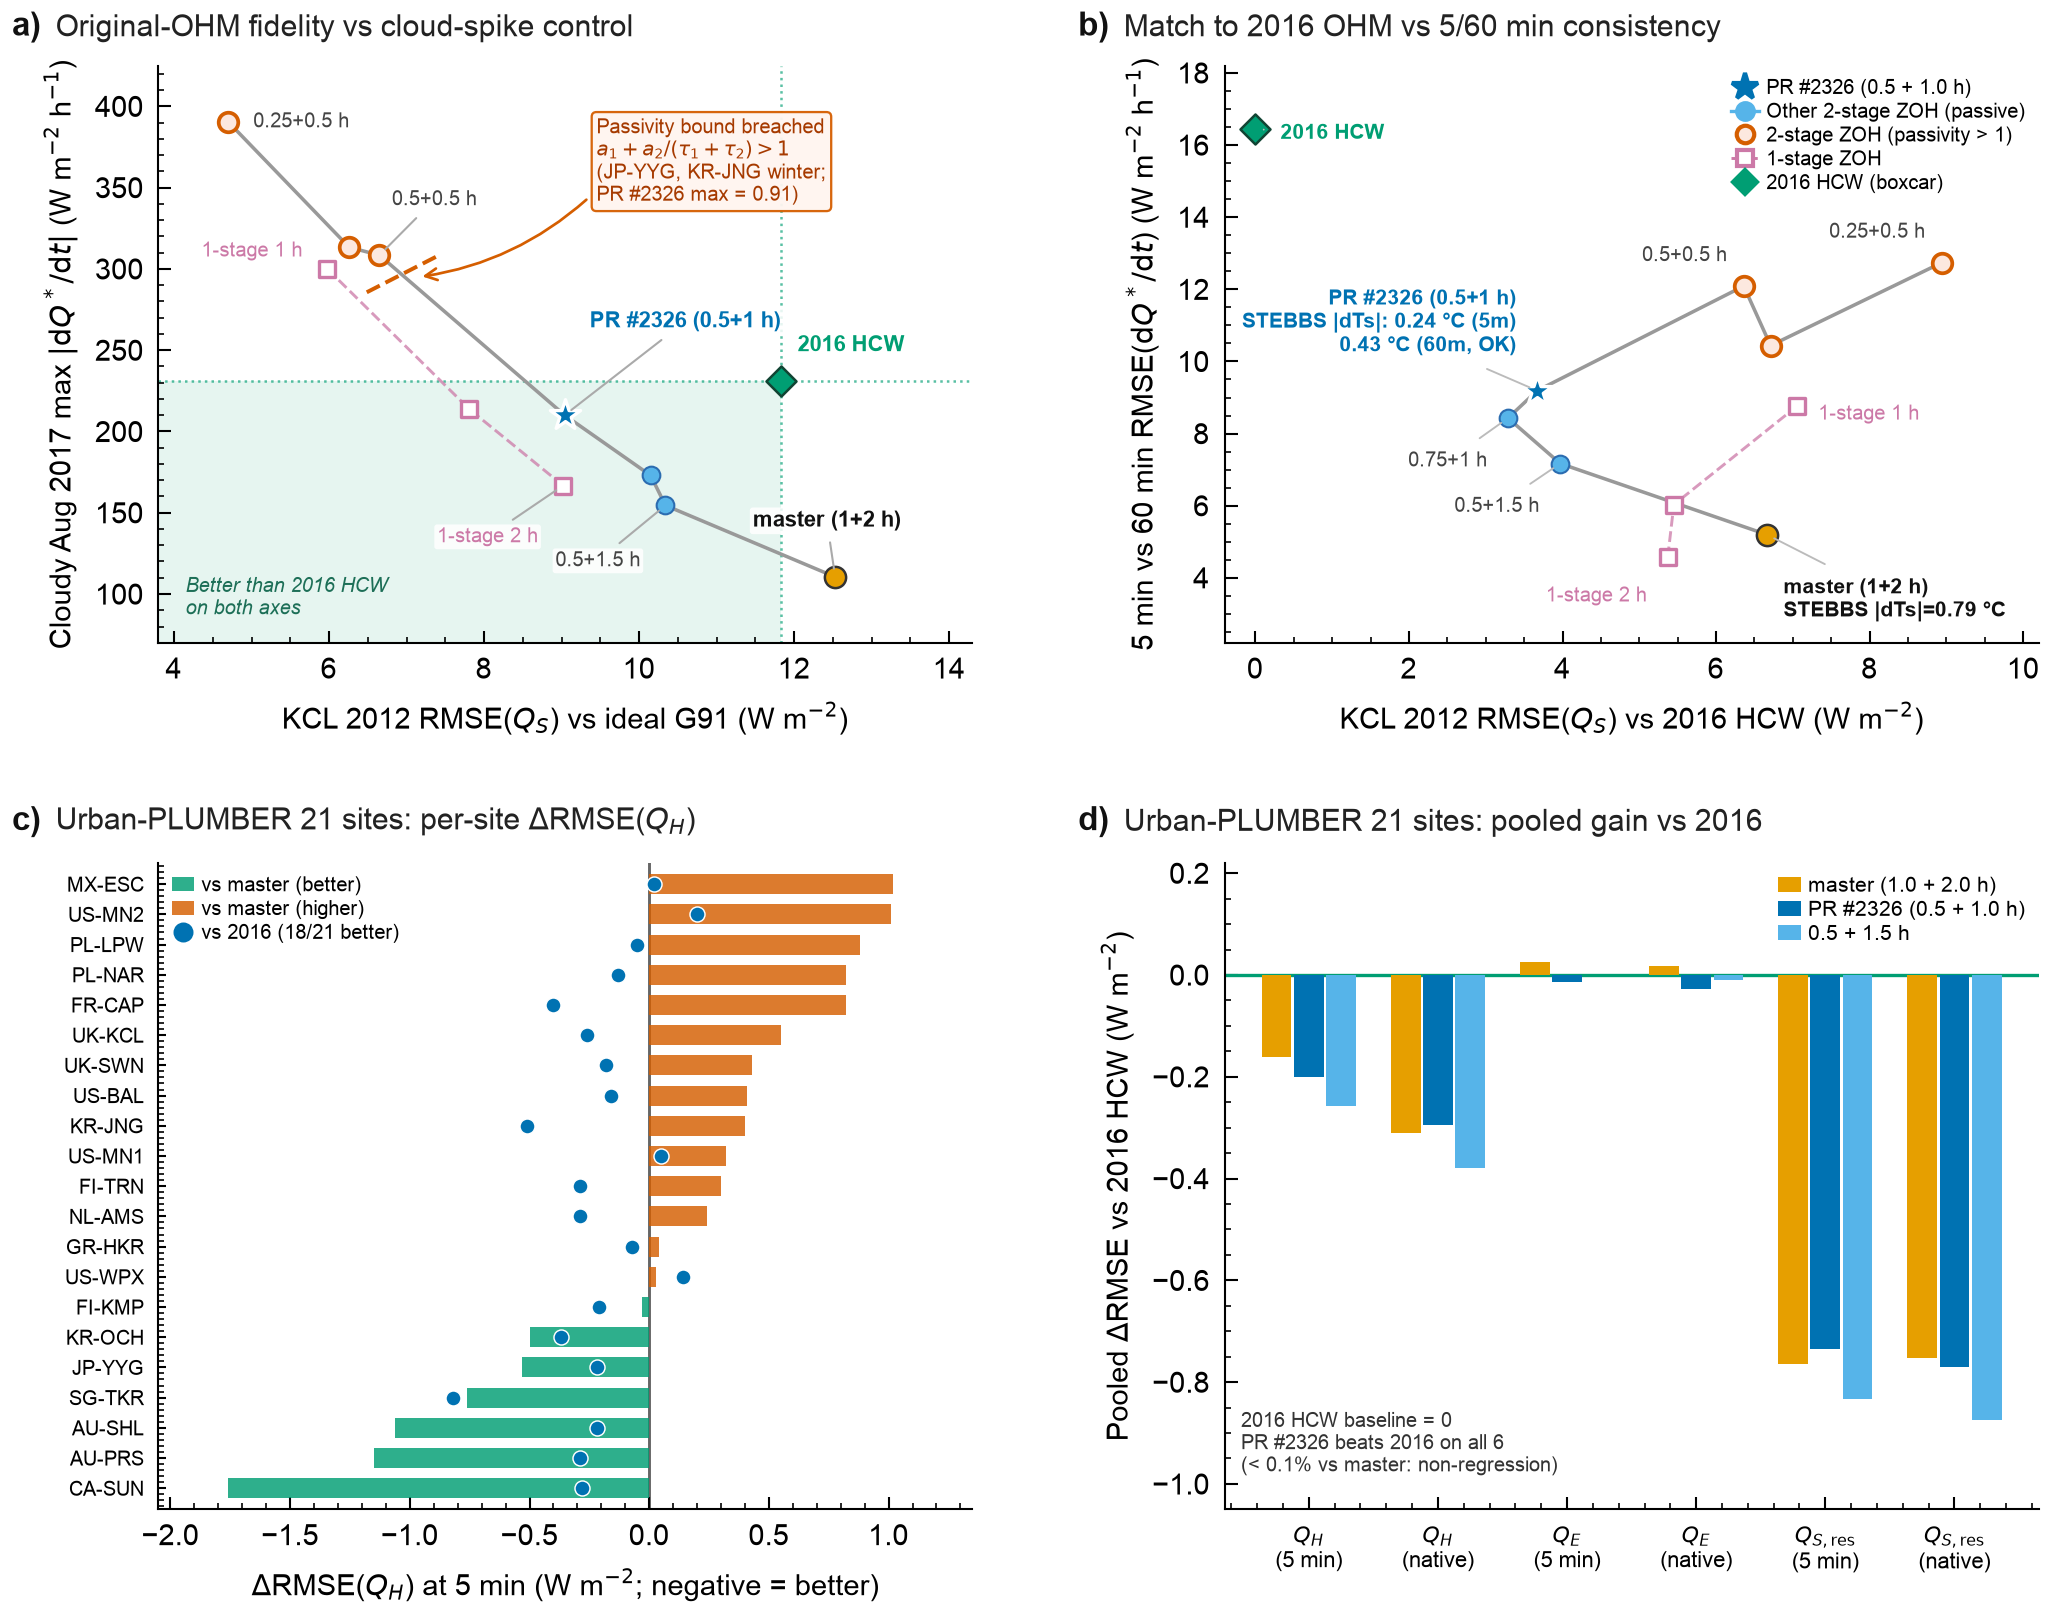 a) Original-OHM fidelity vs cloud-spike control
Cloudy Aug 2017 max |dQ*/dt| (W m−2 h−1)
400
350
300
250
200
150
100
4 6 8 10 12 14
KCL 2012 RMSE(QS) vs ideal G91 (W m−2)
0.25+0.5 h
0.5+0.5 h
1-stage 1 h
Passivity bound breached
a1 + a2/(τ1 + τ2) > 1
(JP-YYG, KR-JNG winter;
PR #2326 max = 0.91)
PR #2326 (0.5+1 h)
2016 HCW
master (1+2 h)
1-stage 2 h
0.5+1.5 h
Better than 2016 HCW
on both axes
b) Match to 2016 OHM vs 5/60 min consistency
5 min vs 60 min RMSE(dQ*/dt) (W m−2 h−1)
18
16
14
12
10
8
6
4
0 2 4 6 8 10
KCL 2012 RMSE(QS) vs 2016 HCW (W m−2)
PR #2326 (0.5 + 1.0 h)
Other 2-stage ZOH (passive)
2-stage ZOH (passivity > 1)
1-stage ZOH
2016 HCW (boxcar)
2016 HCW
0.25+0.5 h
0.5+0.5 h
PR #2326 (0.5+1 h)
STEBBS |dTs|: 0.24 °C (5m)
0.43 °C (60m, OK)
1-stage 1 h
0.75+1 h
0.5+1.5 h
master (1+2 h)
STEBBS |dTs|=0.79 °C
1-stage 2 h
c) Urban-PLUMBER 21 sites: per-site ΔRMSE(QH)
vs master (better)
vs master (higher)
vs 2016 (18/21 better)
MX-ESC
US-MN2
PL-LPW
PL-NAR
FR-CAP
UK-KCL
UK-SWN
US-BAL
KR-JNG
US-MN1
FI-TRN
NL-AMS
GR-HKR
US-WPX
FI-KMP
KR-OCH
JP-YYG
SG-TKR
AU-SHL
AU-PRS
CA-SUN
−2.0 −1.5 −1.0 −0.5 0.0 0.5 1.0
ΔRMSE(QH) at 5 min (W m−2; negative = better)
d) Urban-PLUMBER 21 sites: pooled gain vs 2016
Pooled ΔRMSE vs 2016 HCW (W m−2)
0.2
0.0
−0.2
−0.4
−0.6
−0.8
−1.0
master (1.0 + 2.0 h)
PR #2326 (0.5 + 1.0 h)
0.5 + 1.5 h
2016 HCW baseline = 0
PR #2326 beats 2016 on all 6
(< 0.1% vs master: non-regression)
QH QH QE QE QS, res QS, res
(5 min) (native) (5 min) (native) (5 min) (native)